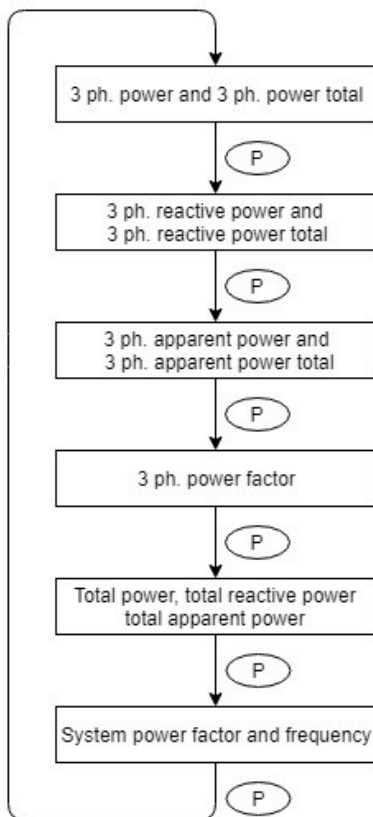 3 ph. power and 3 ph. power total
P
3 ph. reactive power and
3 ph. reactive power total
P
3 ph. apparent power and
3 ph. apparent power total
P
3 ph. power factor
P
Total power, total reactive power
total apparent power
P
System power factor and frequency
P